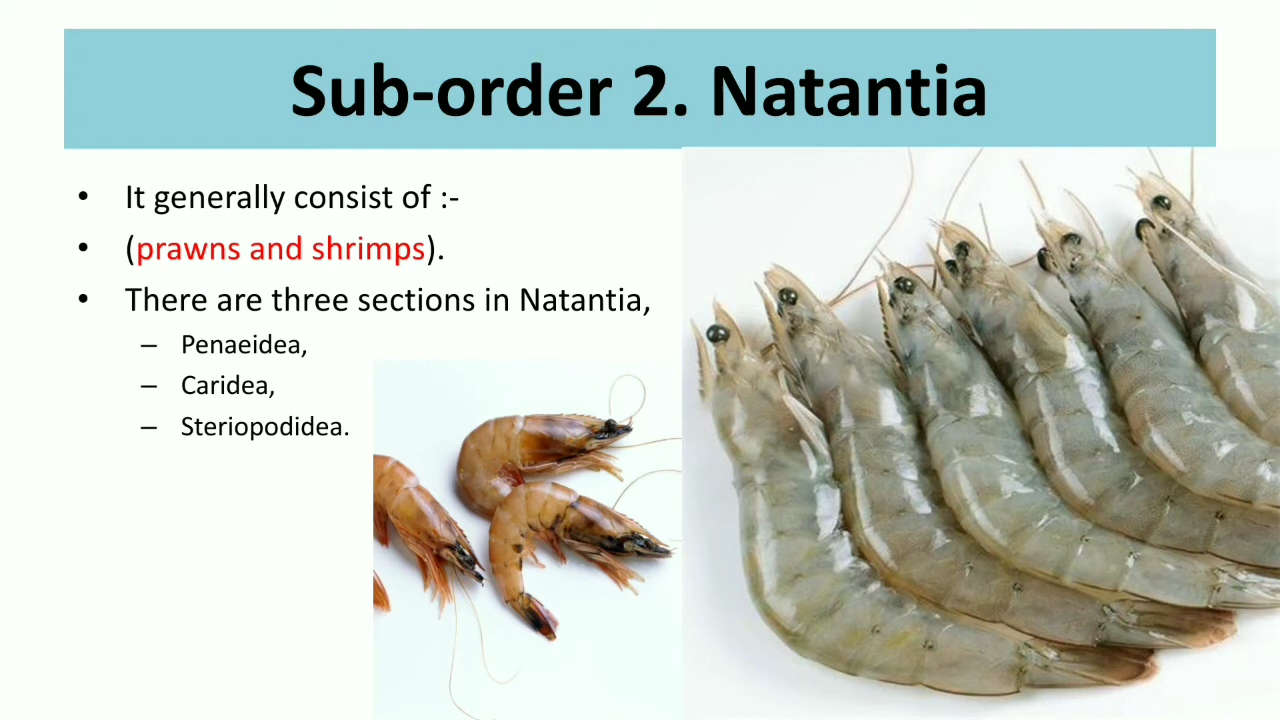 Sub-order 2. Natantia
• It generally consist of :-
• (prawns and shrimps).
• There are three sections in Natantia,
– Penaeidea,
– Caridea,
– Steriopodidea.